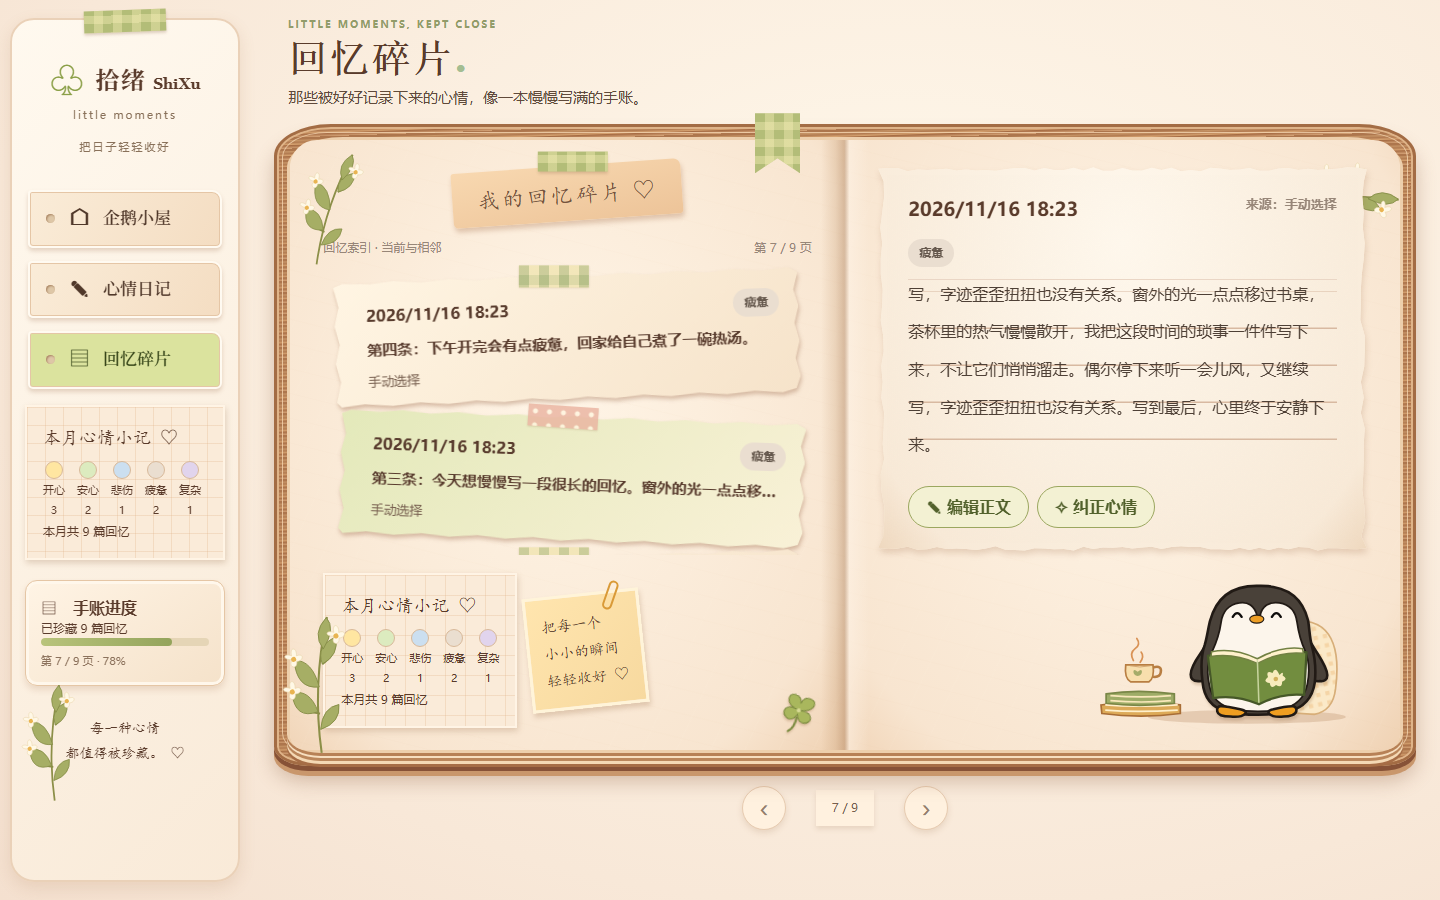 拾绪 ShiXu
little moments
把日子轻轻收好
企鹅小屋
心情日记
回忆碎片
本月心情小记 ♡
开心 安心 悲伤 疲惫 复杂
3 2 1 2 1
本月共 9 篇回忆
手账进度
已珍藏 9 篇回忆
第 7 / 9 页 · 78%
每一种心情
都值得被珍藏。 ♡
LITTLE MOMENTS, KEPT CLOSE
回忆碎片.
那些被好好记录下来的心情，像一本慢慢写满的手账。
我的回忆碎片 ♡
回忆索引 · 当前与相邻
第 7 / 9 页
2026/11/16 18:23
疲惫
第四条：下午开完会有点疲惫，回家给自己煮了一碗热汤。
手动选择
2026/11/16 18:23
疲惫
第三条：今天想慢慢写一段很长的回忆。窗外的光一点点移...
手动选择
本月心情小记 ♡
开心 安心 悲伤 疲惫 复杂
3 2 1 2 1
本月共 9 篇回忆
把每一个
小小的瞬间
轻轻收好 ♡
2026/11/16 18:23
来源：手动选择
疲惫
写，字迹歪歪扭扭也没有关系。窗外的光一点点移过书桌，
茶杯里的热气慢慢散开，我把这段时间的琐事一件件写下
来，不让它们悄悄溜走。偶尔停下来听一会儿风，又继续
写，字迹歪歪扭扭也没有关系。写到最后，心里终于安静下
来。
编辑正文
纠正心情
‹ 7 / 9 ›